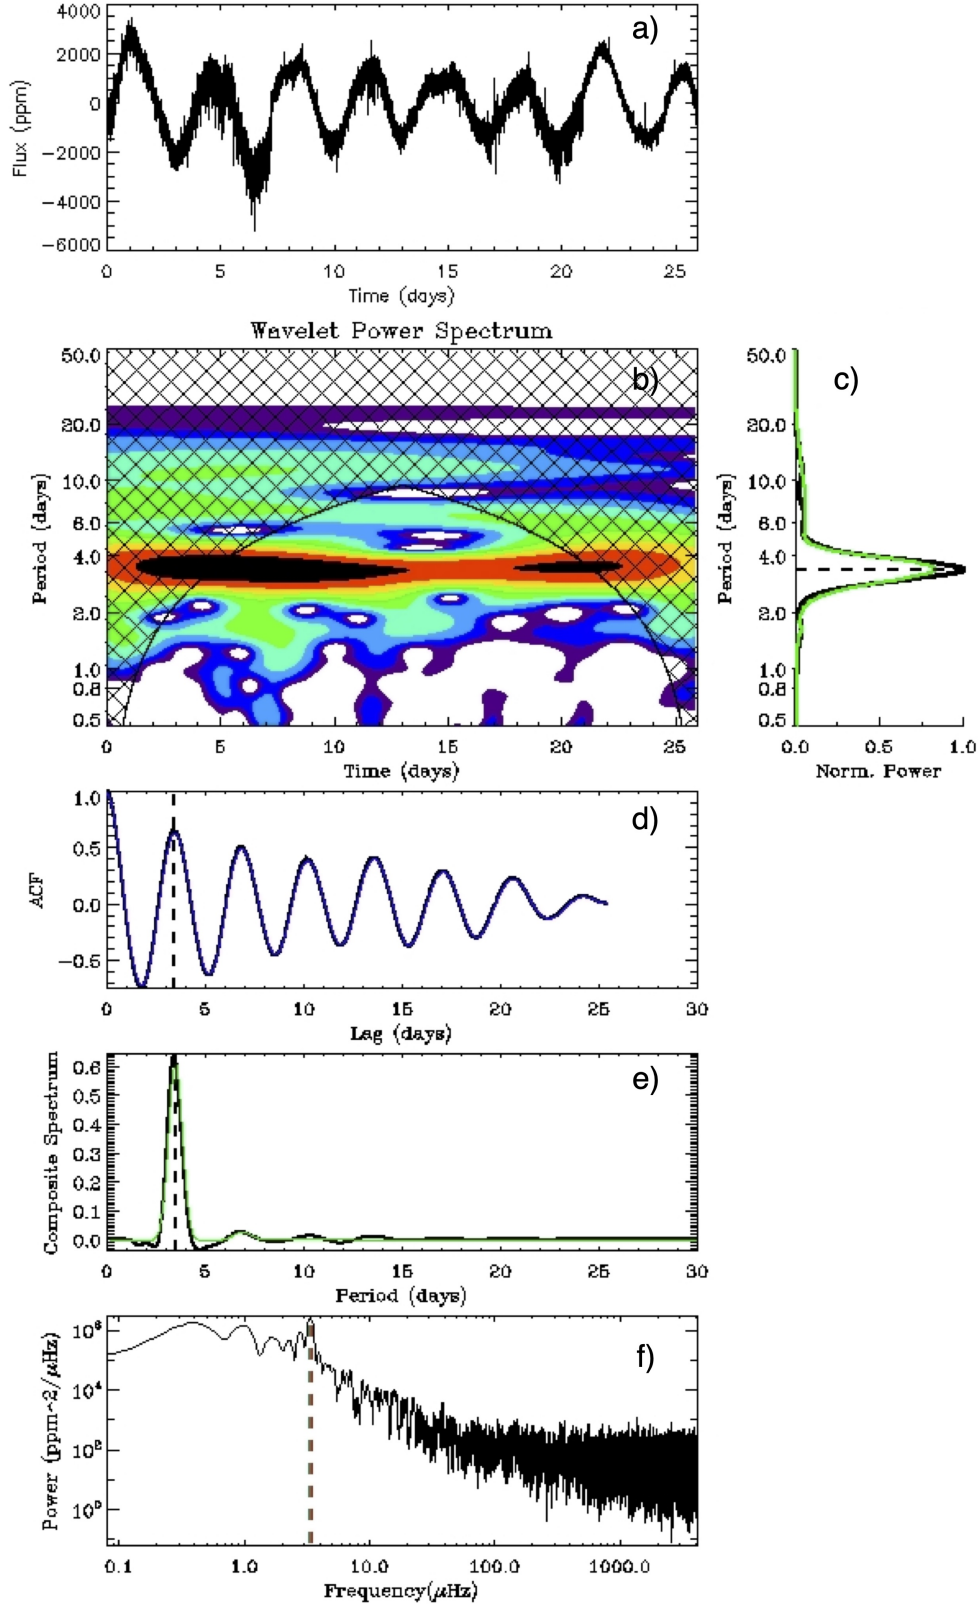 a)
4000
2000
0
−2000
−4000
−6000
Flux (ppm)
0 5 10 15 20 25
Time (days)
Wavelet Power Spectrum
b)
50.0
20.0
10.0
6.0
4.0
2.0
1.0
0.8
0.5
Period (days)
0 5 10 15 20 25
Time (days)
c)
50.0
20.0
10.0
6.0
4.0
2.0
1.0
0.8
0.5
Period (days)
0.0 0.5 1.0
Norm. Power
d)
1.0
0.5
0.0
−0.5
ACF
0 5 10 15 20 25 30
Lag (days)
e)
0.6
0.5
0.4
0.3
0.2
0.1
0.0
Composite Spectrum
0 5 10 15 20 25 30
Period (days)
f)
10⁶
10⁴
10²
10⁰
Power (ppm^2/μHz)
0.1 1.0 10.0 100.0 1000.0
Frequency(μHz)